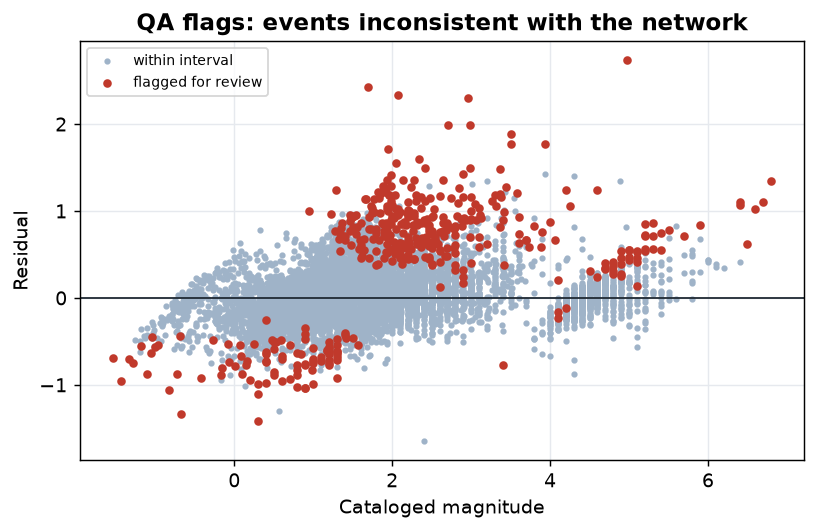 QA flags: events inconsistent with the network
within interval
flagged for review
2
1
0
−1
Residual
0
2
4
6
Cataloged magnitude